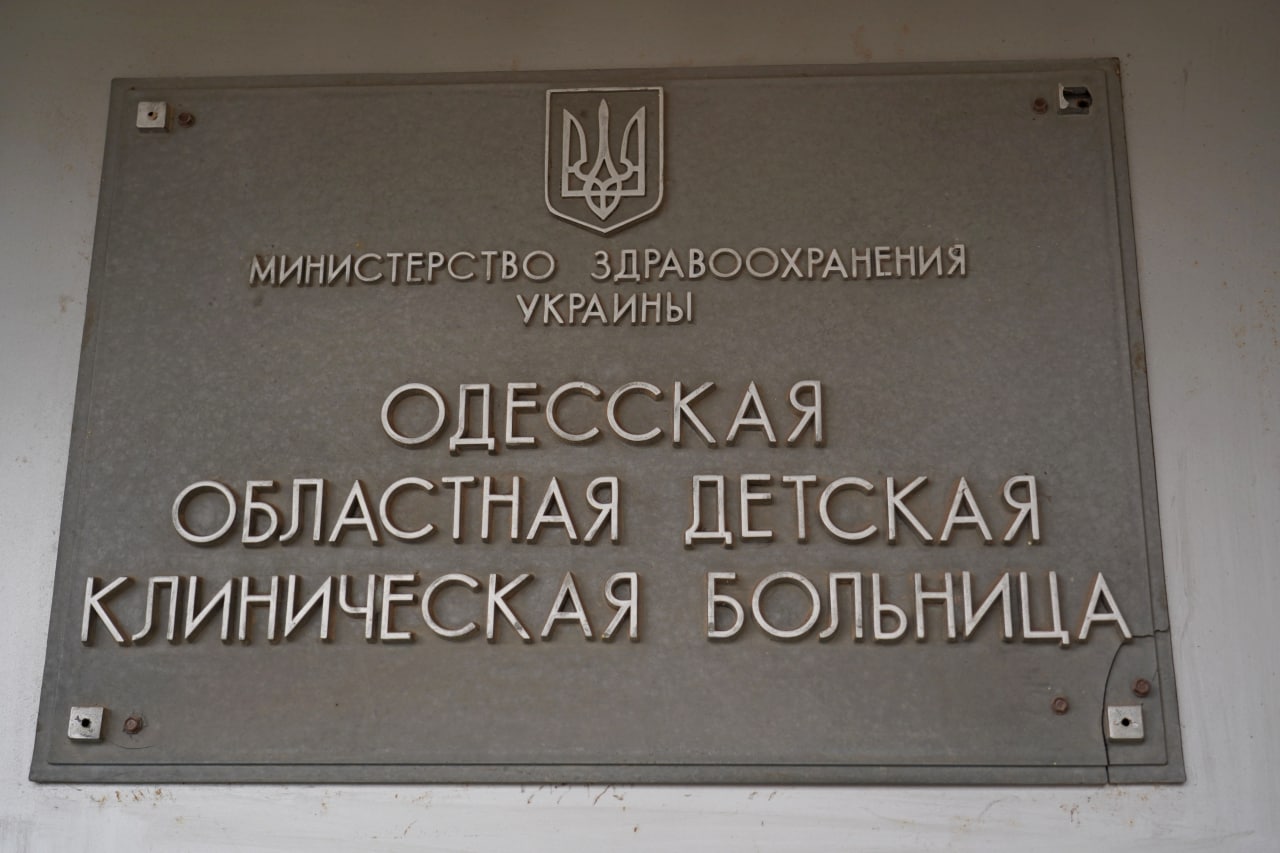 МИНИСТЕРСТВО ЗДРАВООХРАНЕНИЯ
УКРАИНЫ
ОДЕССКАЯ
ОБЛАСТНАЯ ДЕТСКАЯ
КЛИНИЧЕСКАЯ БОЛЬНИЦА